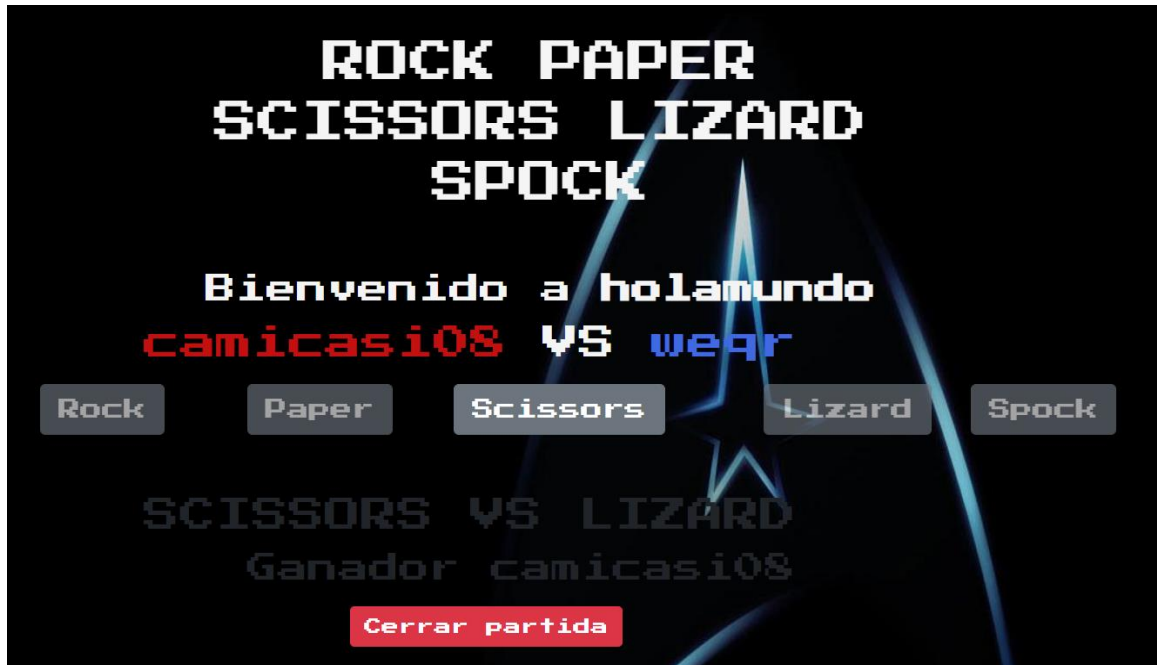 ROCK PAPER
SCISSORS LIZARD
SPOCK
Bienvenido a holamundo
camicasi08 VS weqr
Rock Paper Scissors Lizard Spock
SCISSORS VS LIZARD
Ganador camicasi08
Cerrar partida